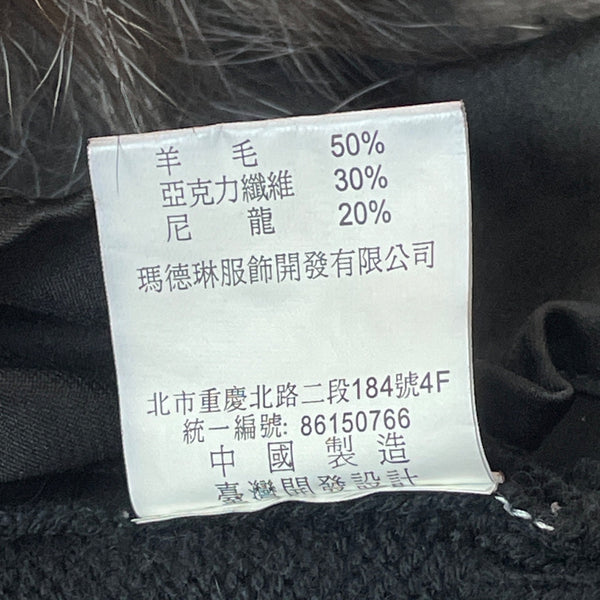 羊 毛 50%
亞克力纖維 30%
尼 龍 20%
瑪德琳服飾開發有限公司
北市重慶北路二段184號4F
統一編號: 86150766
中國製造
臺灣開發設計